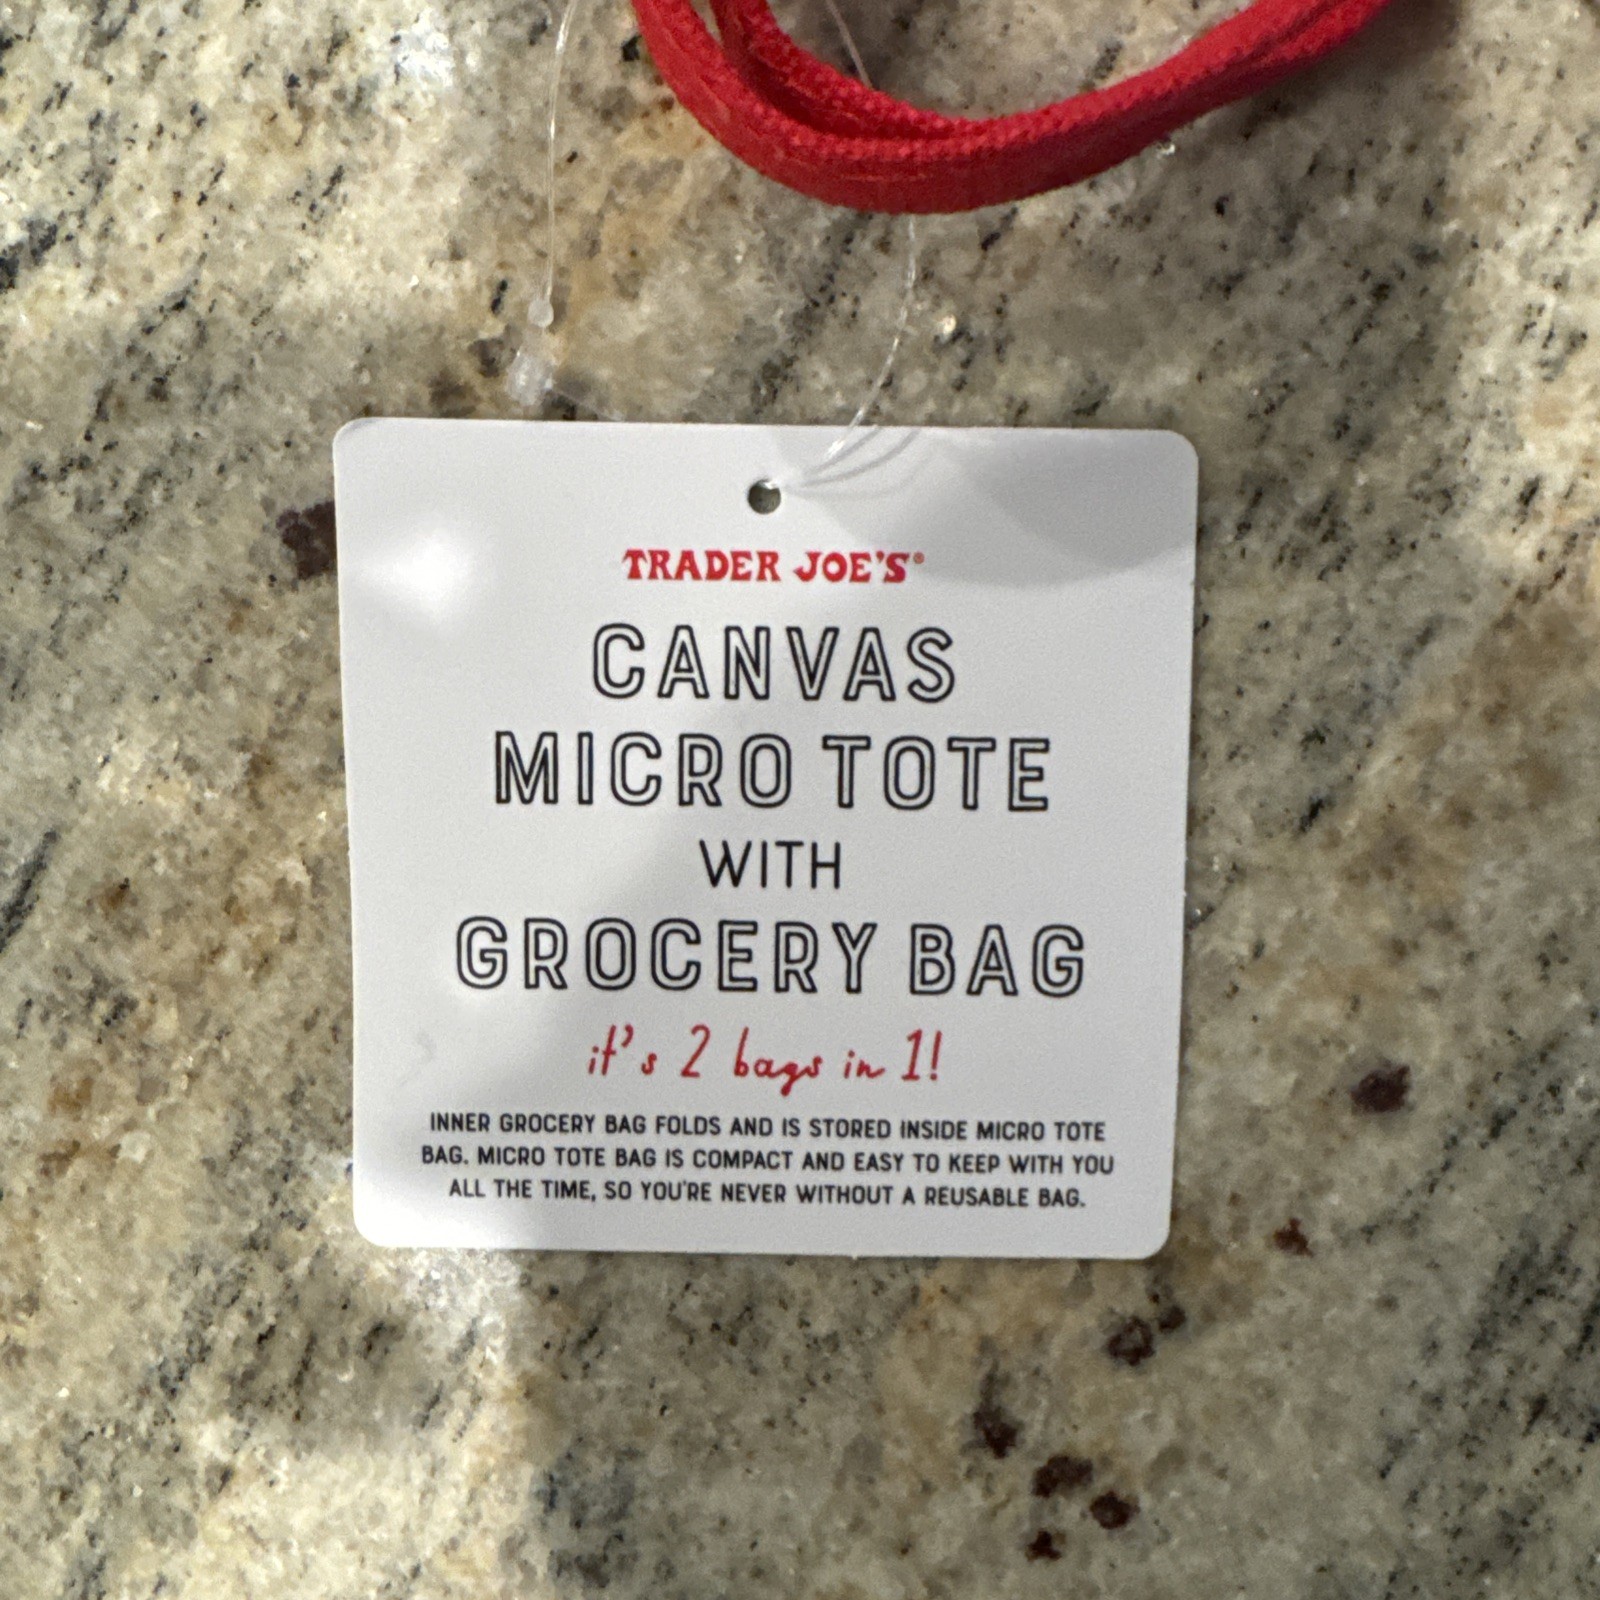 TRADER JOE'S®
CANVAS
MICRO TOTE
WITH
GROCERY BAG
it's 2 bags in 1!
INNER GROCERY BAG FOLDS AND IS STORED INSIDE MICRO TOTE
BAG. MICRO TOTE BAG IS COMPACT AND EASY TO KEEP WITH YOU
ALL THE TIME, SO YOU'RE NEVER WITHOUT A REUSABLE BAG.